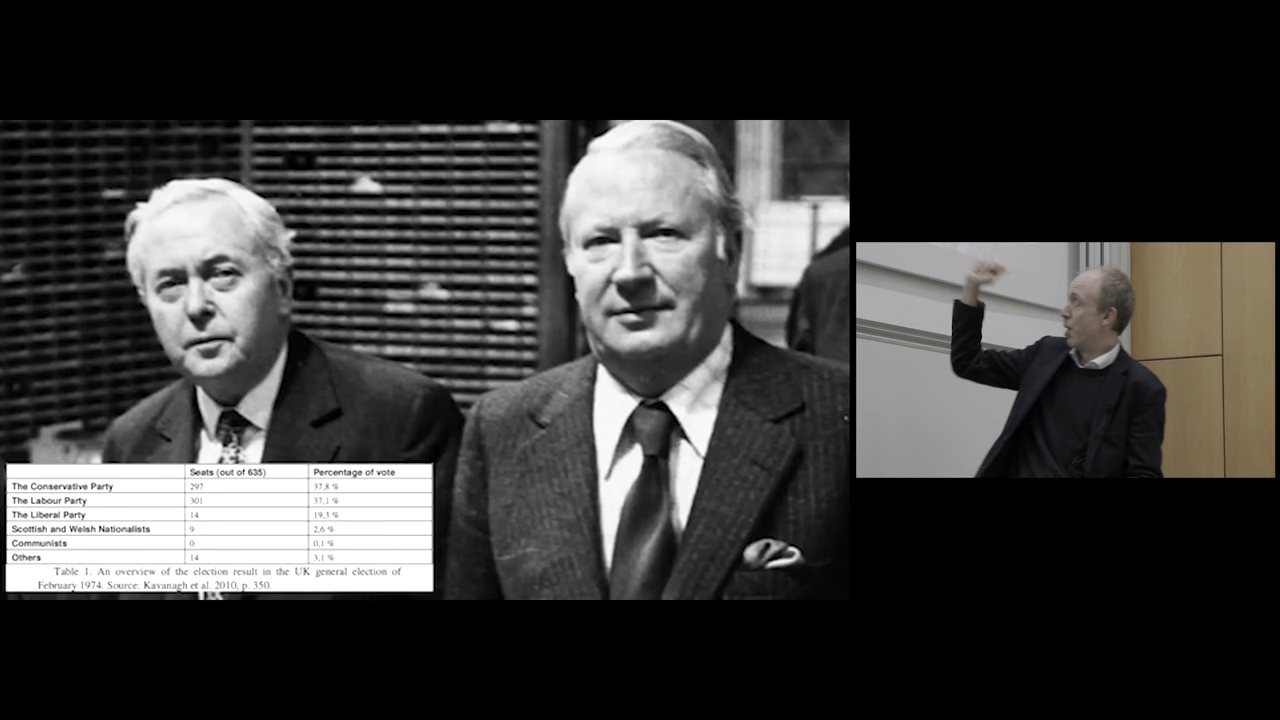 Seats (out of 635) Percentage of vote
The Conservative Party 297 37,8 %
The Labour Party 301 37,1 %
The Liberal Party 14 19,3 %
Scottish and Welsh Nationalists 9 2,6 %
Communists 0 0,1 %
Others 14 3,1 %
Table 1. An overview of the election result in the UK general election of
February 1974. Source: Kavanagh et al. 2010, p. 350.